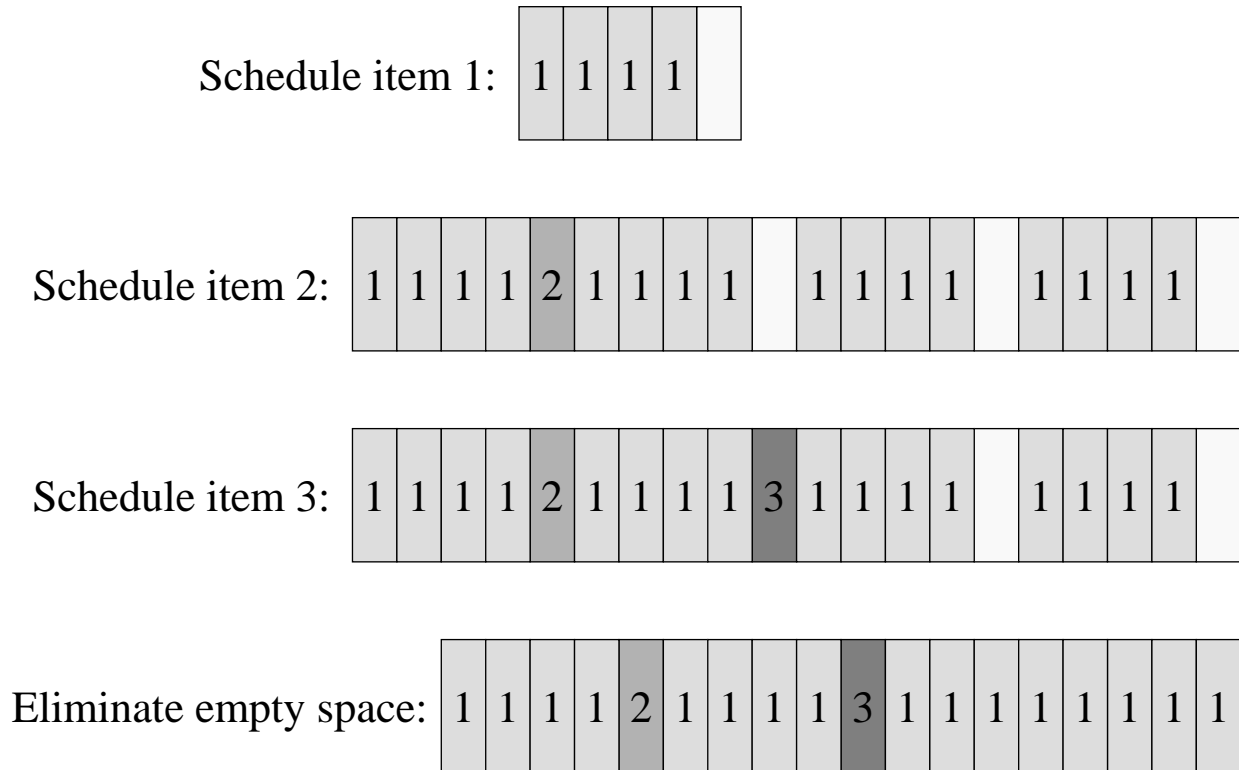 Schedule item 1: 1 1 1 1
Schedule item 2: 1 1 1 1 2 1 1 1 1 1 1 1 1 1 1 1 1
Schedule item 3: 1 1 1 1 2 1 1 1 1 3 1 1 1 1 1 1 1 1
Eliminate empty space: 1 1 1 1 2 1 1 1 1 3 1 1 1 1 1 1 1 1